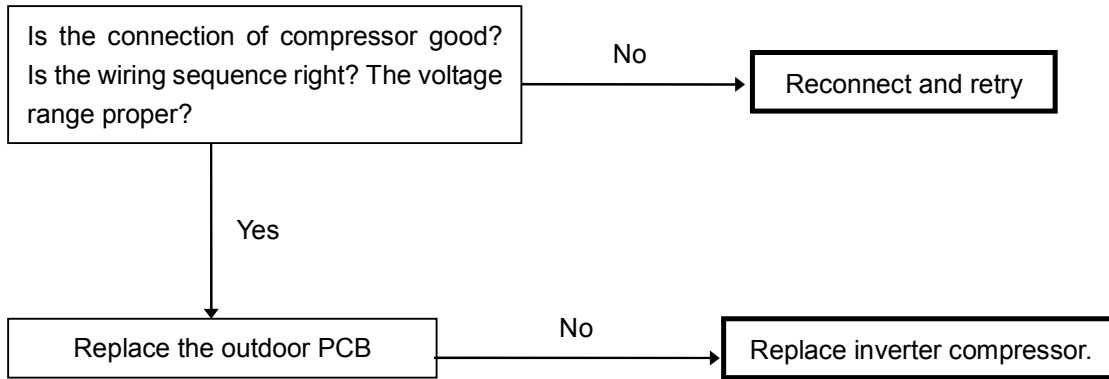 Is the connection of compressor good?
Is the wiring sequence right? The voltage
range proper?
No
Reconnect and retry
Yes
Replace the outdoor PCB
No
Replace inverter compressor.